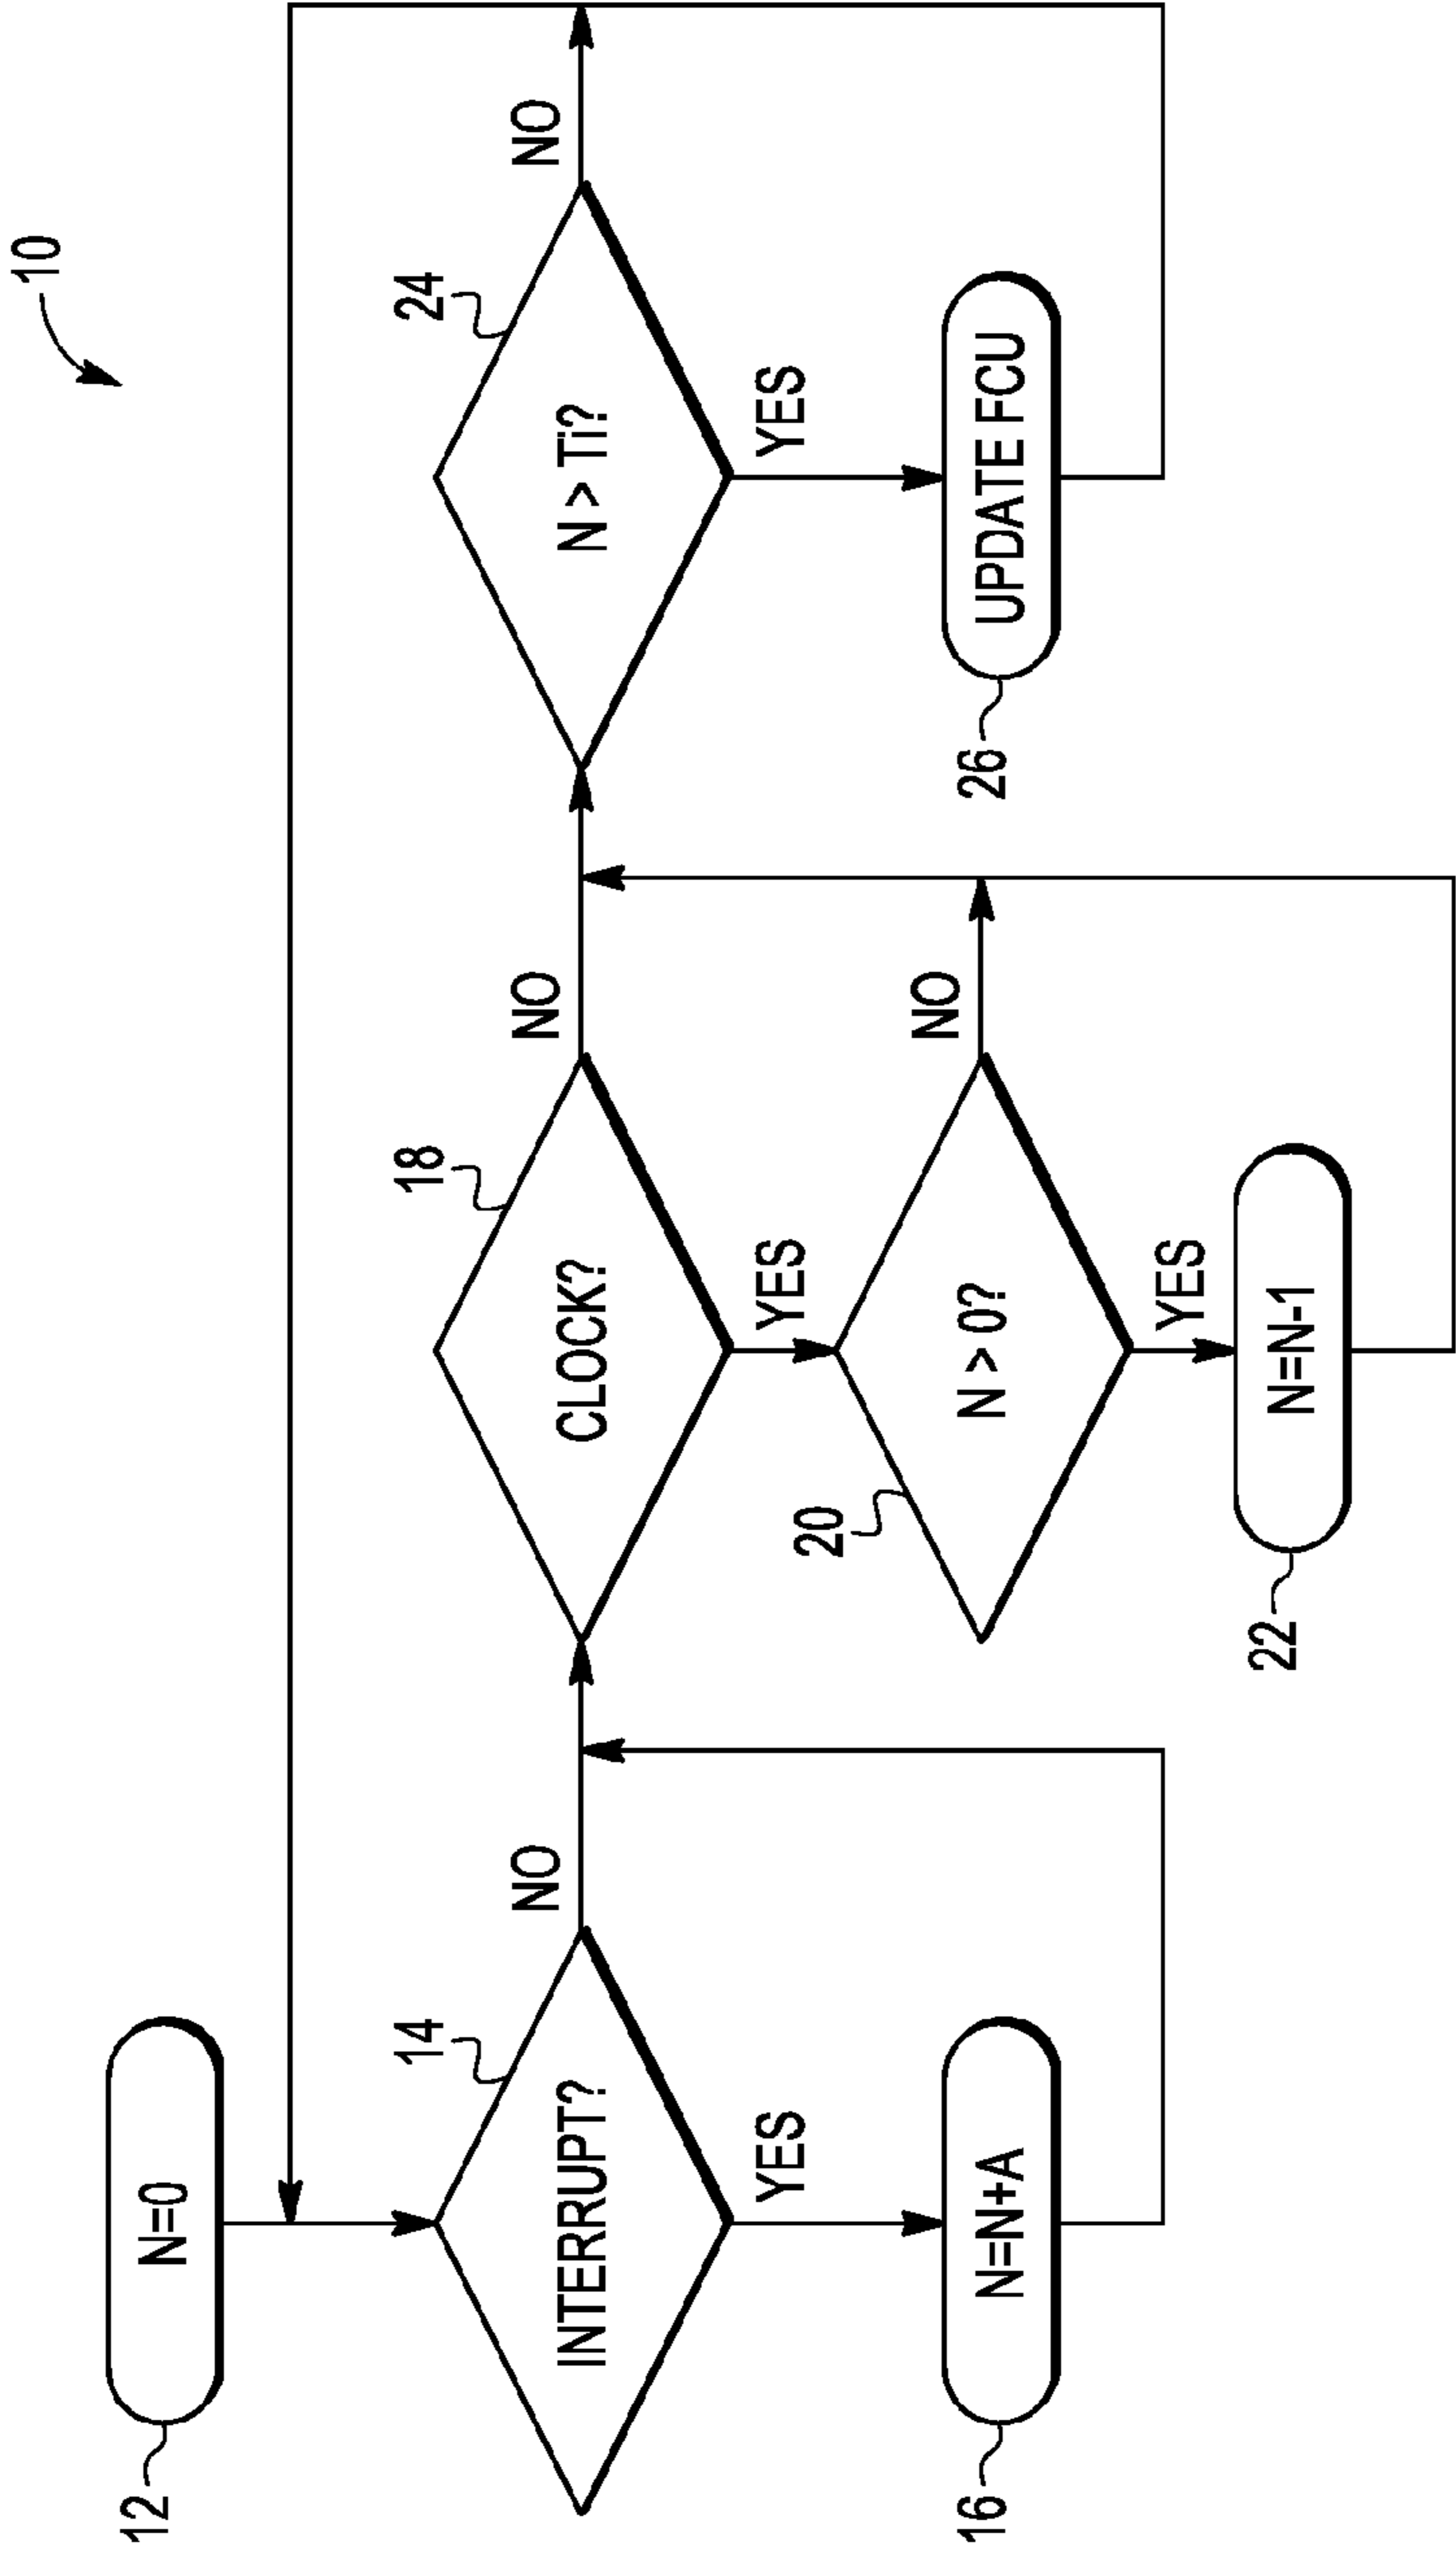 10
12
N=0
14
INTERRUPT?
NO
YES
16
N=N+A
18
CLOCK?
NO
YES
20
N > 0?
NO
YES
22
N=N-1
24
N > Ti?
NO
YES
26
UPDATE FCU